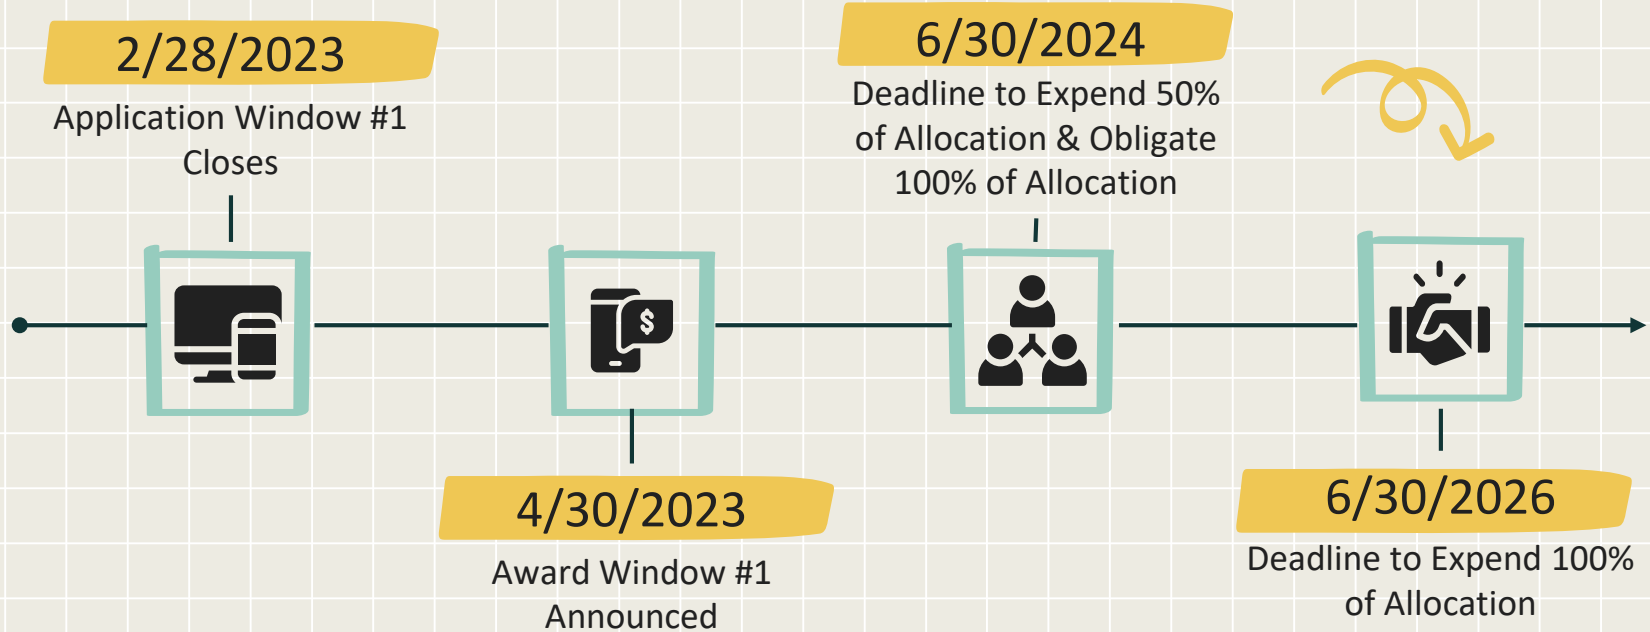 2/28/2023
Application Window #1
Closes
$
4/30/2023
Award Window #1
Announced
6/30/2024
Deadline to Expend 50%
of Allocation & Obligate
100% of Allocation
6/30/2026
Deadline to Expend 100%
of Allocation